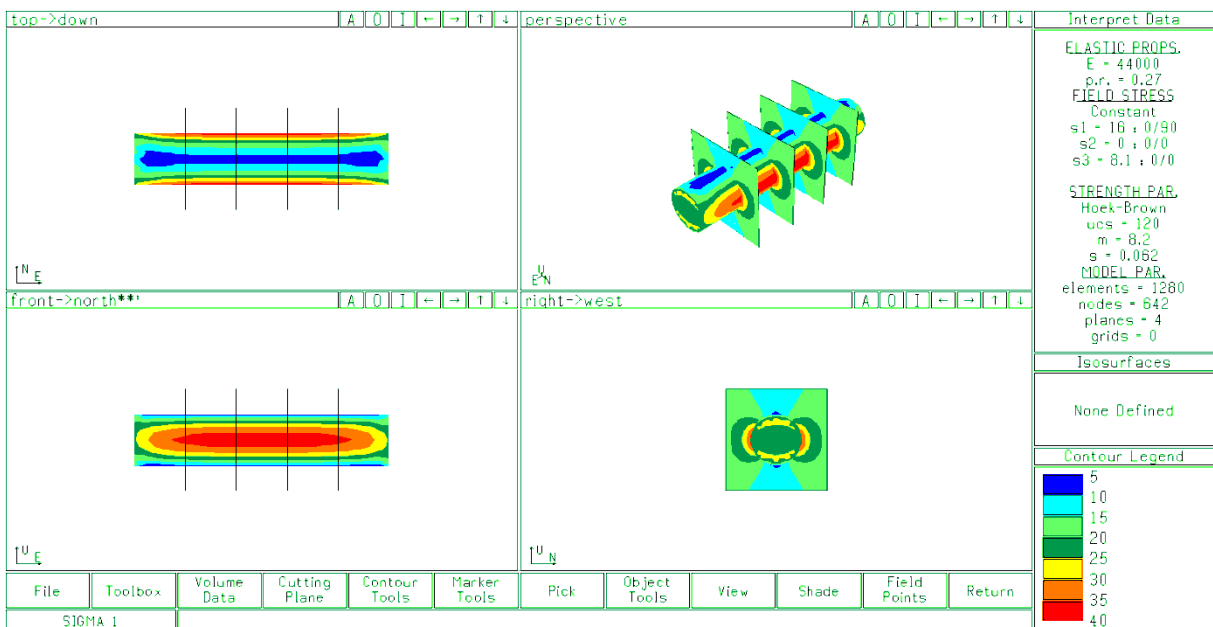 top->down A O I ← → ↑ ↓
perspective A O I ← → ↑ ↓
Interpret Data
ELASTIC PROPS.
E = 44000
p.r. = 0.27
FIELD STRESS
Constant
s1 = 16 : 0/90
s2 = 0 : 0/0
s3 = 8.1 : 0/0
STRENGTH PAR.
Hoek-Brown
ucs = 120
m = 8.2
s = 0.062
MODEL PAR.
elements = 1280
nodes = 642
planes = 4
grids = 0
N E
U E N
front->north**' A O I ← → ↑ ↓
right->west A O I ← → ↑ ↓
Isosurfaces
None Defined
Contour Legend
5
10
15
20
25
30
35
40
U E
U N
File Toolbox Volume Data Cutting Plane Contour Tools Marker Tools Pick Object Tools View Shade Field Points Return
SIGMA 1